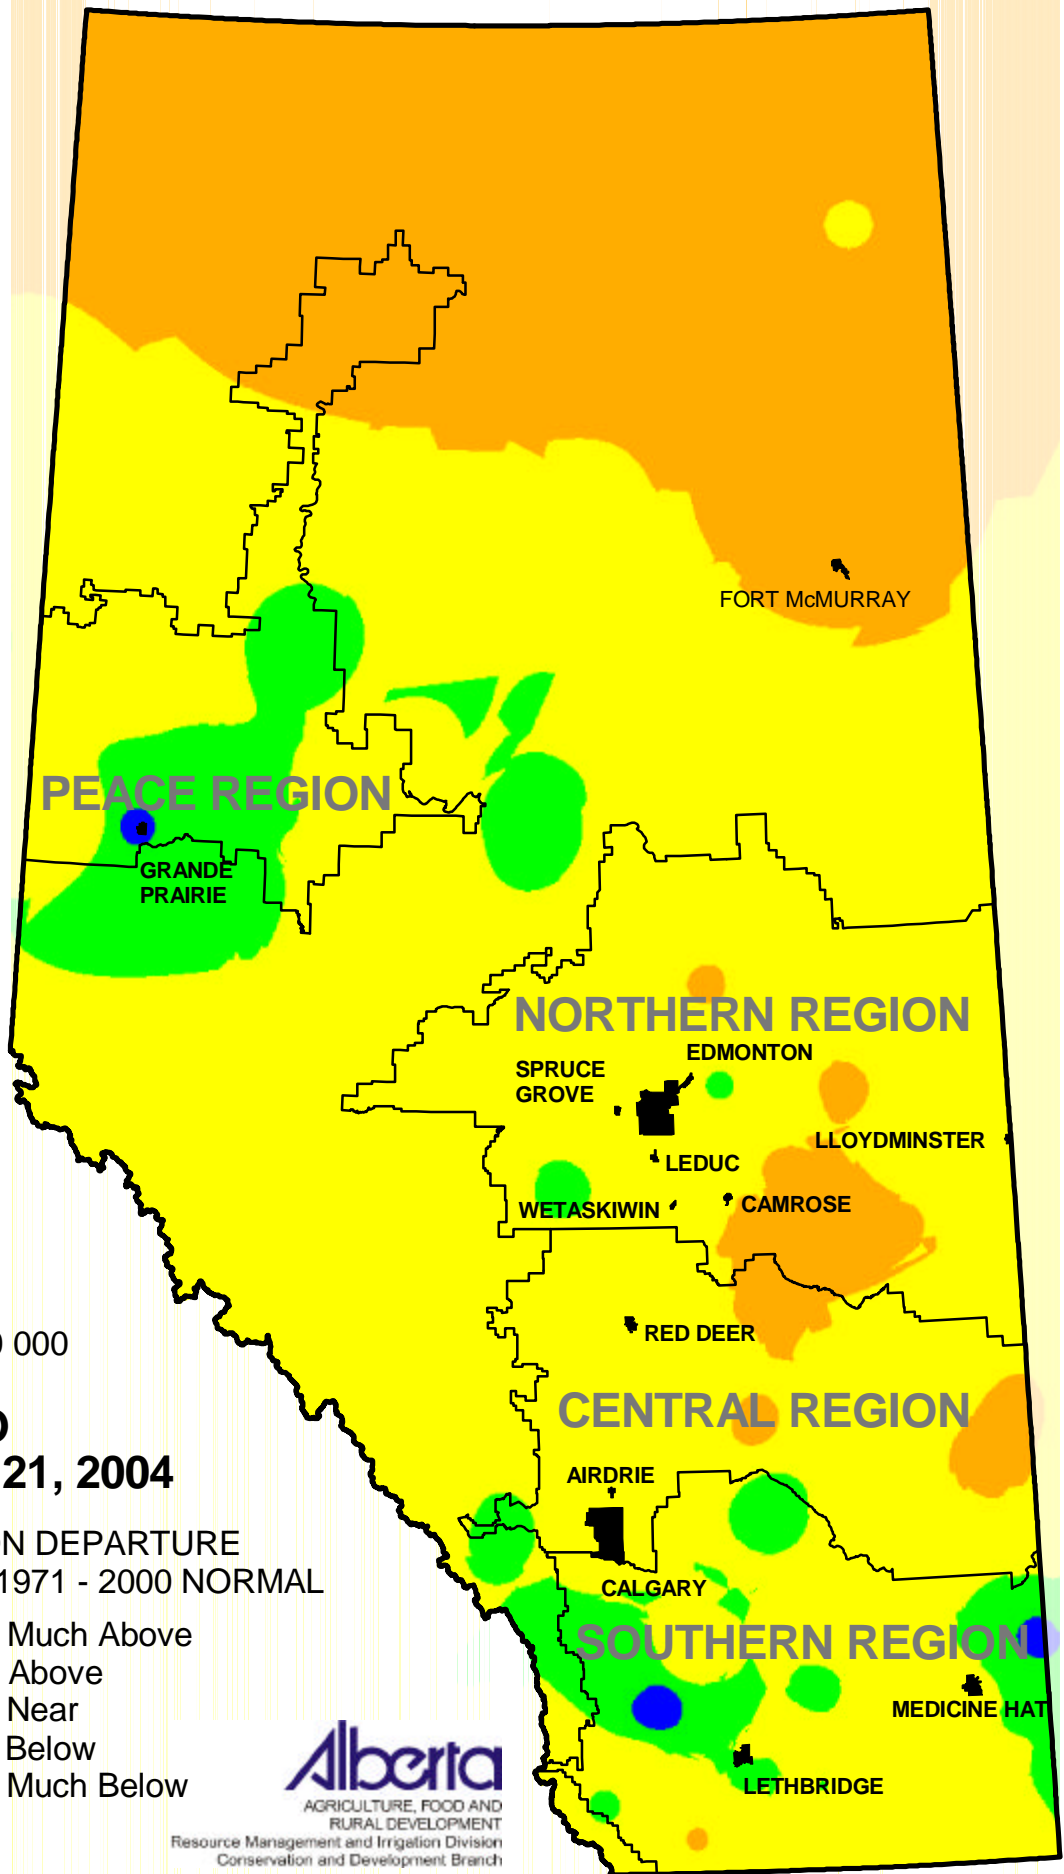 FORT McMURRAY
PEACE REGION
GRANDE
PRAIRIE
NORTHERN REGION
EDMONTON
SPRUCE
GROVE
LLOYDMINSTER
LEDUC
WETASKIWIN
CAMROSE
RED DEER
000
CENTRAL REGION
21, 2004
AIRDRIE
DEPARTURE
1971 - 2000 NORMAL
CALGARY
Much Above
SOUTHERN REGION
Above
Near
MEDICINE HAT
Below
Much Below
LETHBRIDGE
Alberta
AGRICULTURE, FOOD AND
RURAL DEVELOPMENT
Resource Management and Irrigation Division
Conservation and Development Branch